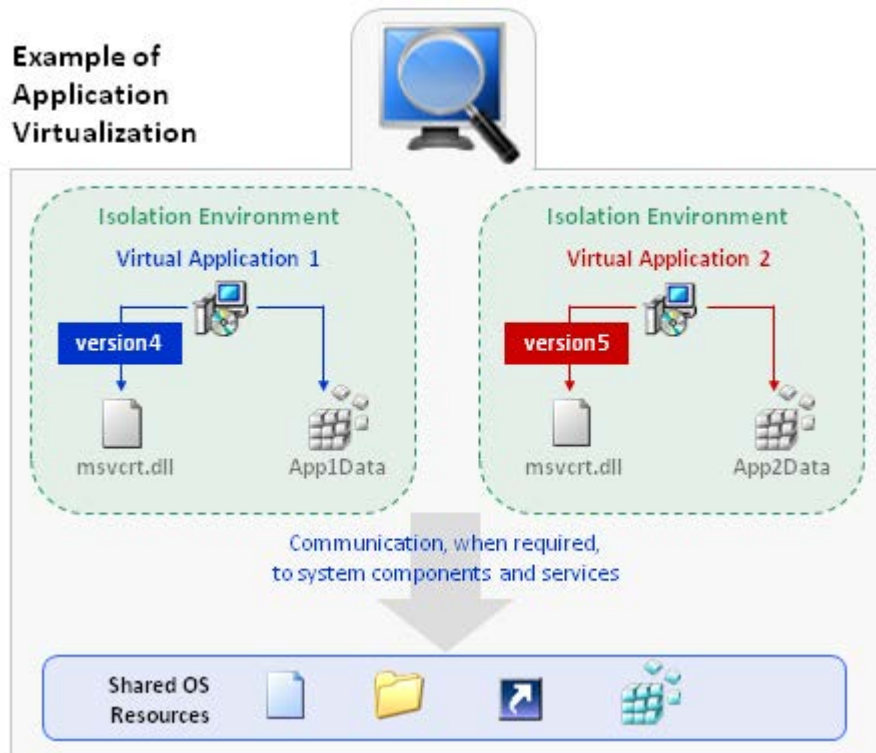 Example of
Application
Virtualization
Isolation Environment
Virtual Application 1
version4
msvcrt.dll
App1Data
Isolation Environment
Virtual Application 2
version5
msvcrt.dll
App2Data
Communication, when required,
to system components and services
Shared OS
Resources